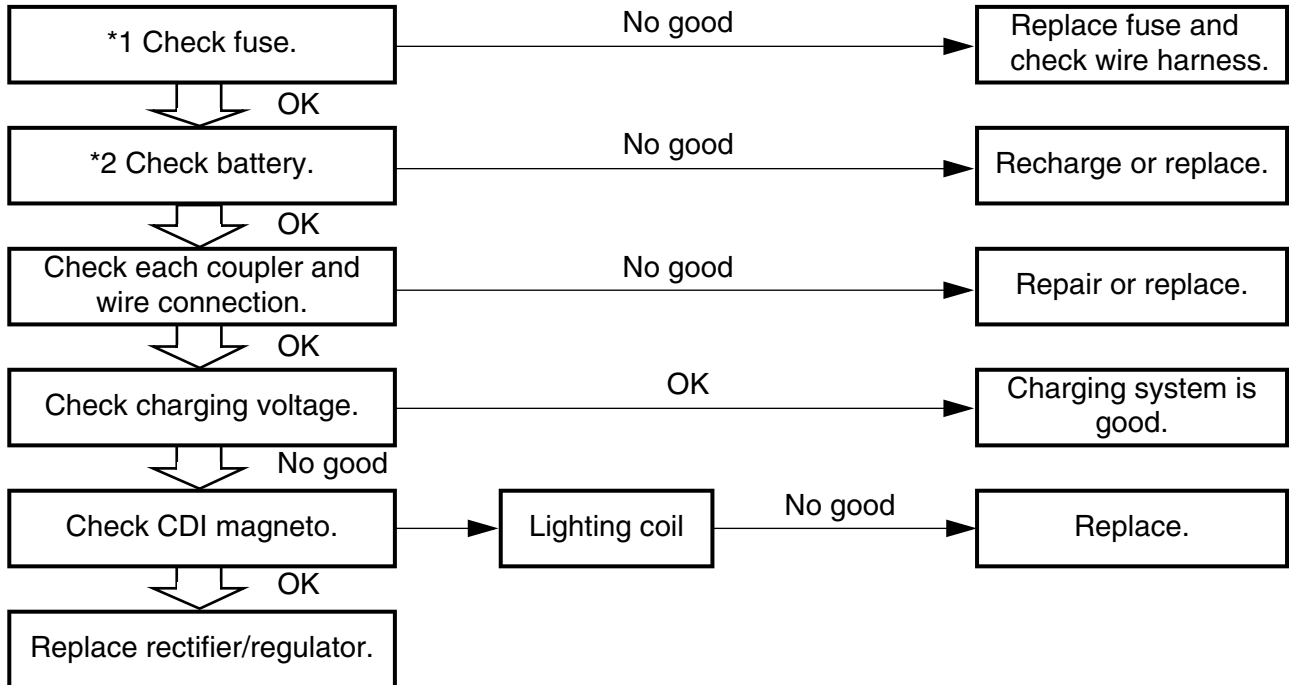 *1 Check fuse.
No good
Replace fuse and
check wire harness.
OK
*2 Check battery.
No good
Recharge or replace.
OK
Check each coupler and
wire connection.
No good
Repair or replace.
OK
Check charging voltage.
OK
Charging system is
good.
No good
Check CDI magneto.
Lighting coil
No good
Replace.
OK
Replace rectifier/regulator.